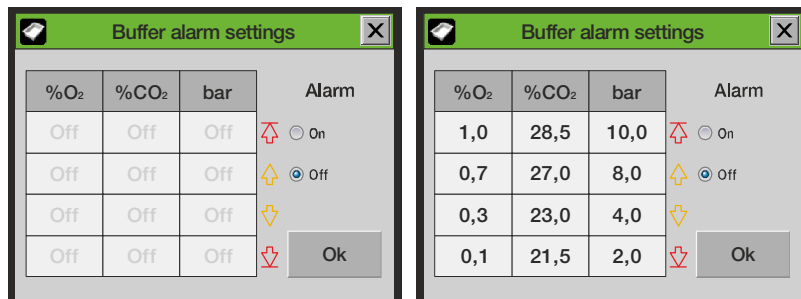 Buffer alarm settings
%O₂ %CO₂ bar Alarm
Off Off Off On
Off Off Off Off
Off Off Off
Off Off Off Ok
Buffer alarm settings
%O₂ %CO₂ bar Alarm
1,0 28,5 10,0 On
0,7 27,0 8,0 Off
0,3 23,0 4,0
0,1 21,5 2,0 Ok